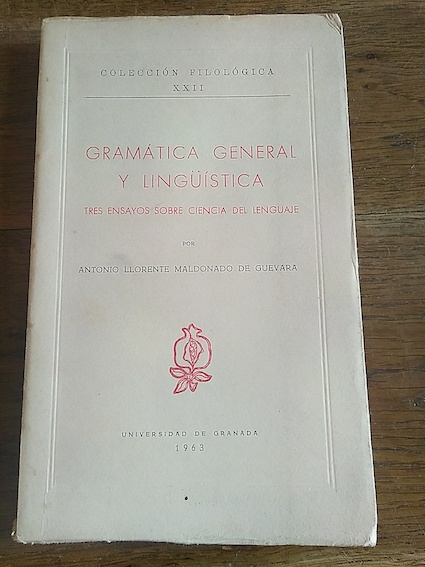 COLECCIÓN FILOLÓGICA
XXII
GRAMÁTICA GENERAL
Y LINGÜÍSTICA
TRES ENSAYOS SOBRE CIENCIA DEL LENGUAJE
POR
ANTONIO LLORENTE MALDONADO DE GUEVARA
UNIVERSIDAD DE GRANADA
1963